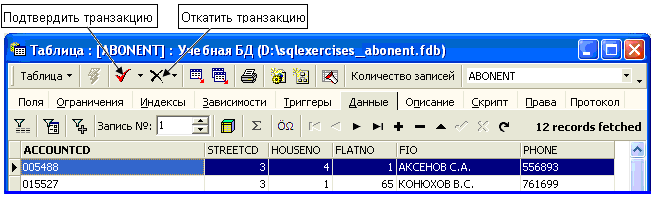 Подтвердить транзакцию
Откатить транзакцию
Таблица : [ABONENT] : Учебная БД (D:\sqlexercises_abonent.fdb)
Таблица
Количество записей
ABONENT
Поля Ограничения Индексы Зависимости Триггеры Данные Описание Скрипт Права Протокол
Запись №: 1
Σ ÖΩ
12 records fetched
ACCOUNTCD STREETCD HOUSENO FLATNO FIO PHONE
005488 3 4 1 АКСЕНОВ С.А. 556893
015527 3 1 65 КОНЮХОВ В.С. 761699